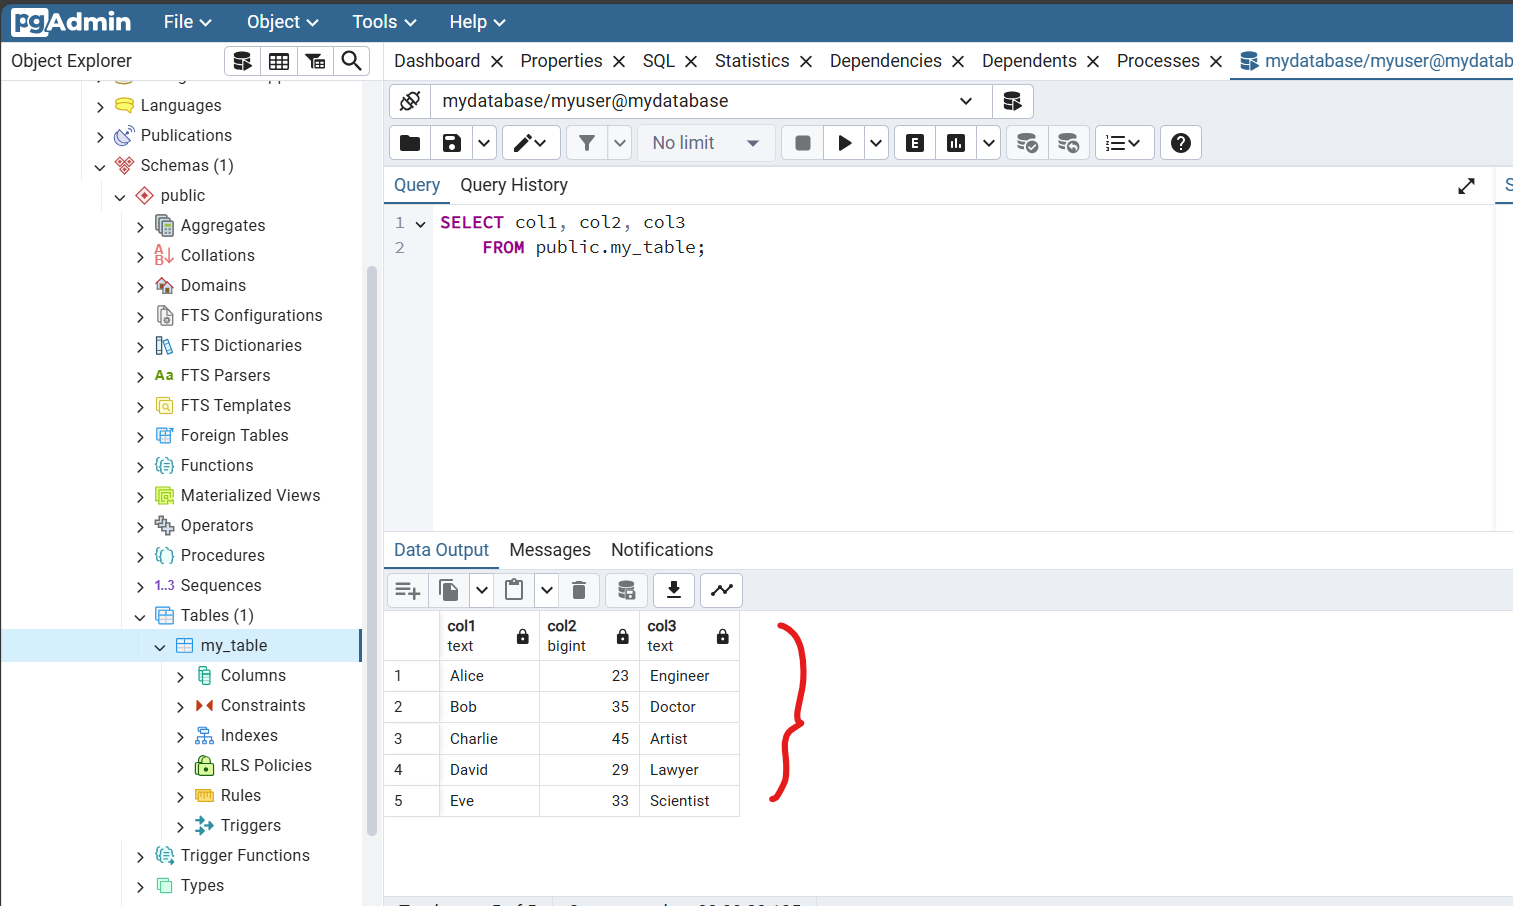 pgAdmin File Object Tools Help
Object Explorer
Dashboard Properties SQL Statistics Dependencies Dependents Processes mydatabase/myuser@mydatab
Languages
Publications
Schemas (1)
public
Aggregates
Collations
Domains
FTS Configurations
FTS Dictionaries
Aa FTS Parsers
FTS Templates
Foreign Tables
Functions
Materialized Views
Operators
Procedures
1..3 Sequences
Tables (1)
my_table
Columns
Constraints
Indexes
RLS Policies
Rules
Triggers
Trigger Functions
Types
mydatabase/myuser@mydatabase
No limit E
Query Query History
1 SELECT col1, col2, col3
2 FROM public.my_table;
Data Output Messages Notifications
col1 col2 col3
text bigint text
1 Alice 23 Engineer
2 Bob 35 Doctor
3 Charlie 45 Artist
4 David 29 Lawyer
5 Eve 33 Scientist